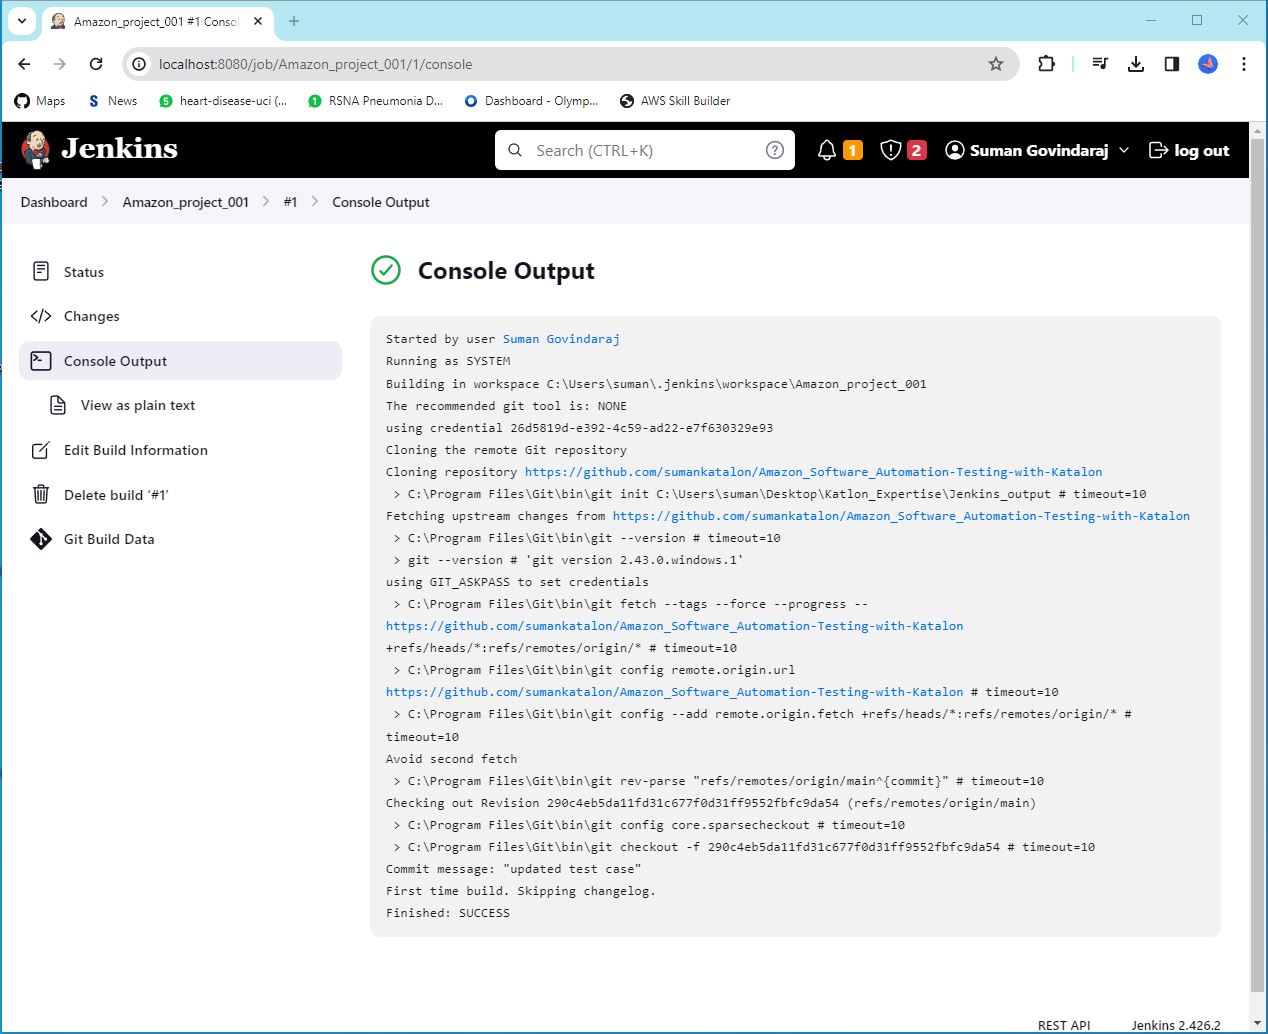 Amazon_project_001 #1 Conso
localhost:8080/job/Amazon_project_001/1/console
Maps
S News
5 heart-disease-uci (...
1 RSNA Pneumonia D...
Dashboard - Olymp...
AWS Skill Builder
Jenkins
Search (CTRL+K)
?
1
2
Suman Govindaraj
log out
Dashboard
Amazon_project_001
#1
Console Output
Status
Changes
Console Output
View as plain text
Edit Build Information
Delete build ‘#1’
Git Build Data
Console Output
Started by user Suman Govindaraj
Running as SYSTEM
Building in workspace C:\Users\suman\.jenkins\workspace\Amazon_project_001
The recommended git tool is: NONE
using credential 26d5819d-e392-4c59-ad22-e7f630329e93
Cloning the remote Git repository
Cloning repository https://github.com/sumankatalon/Amazon_Software_Automation-Testing-with-Katalon
> C:\Program Files\Git\bin\git init C:\Users\suman\Desktop\Katlon_Expertise\Jenkins_output # timeout=10
Fetching upstream changes from https://github.com/sumankatalon/Amazon_Software_Automation-Testing-with-Katalon
> C:\Program Files\Git\bin\git --version # timeout=10
> git --version # 'git version 2.43.0.windows.1'
using GIT_ASKPASS to set credentials
> C:\Program Files\Git\bin\git fetch --tags --force --progress --
https://github.com/sumankatalon/Amazon_Software_Automation-Testing-with-Katalon
+refs/heads/*:refs/remotes/origin/* # timeout=10
> C:\Program Files\Git\bin\git config remote.origin.url
https://github.com/sumankatalon/Amazon_Software_Automation-Testing-with-Katalon # timeout=10
> C:\Program Files\Git\bin\git config --add remote.origin.fetch +refs/heads/*:refs/remotes/origin/* #
timeout=10
Avoid second fetch
> C:\Program Files\Git\bin\git rev-parse "refs/remotes/origin/main^{commit}" # timeout=10
Checking out Revision 290c4eb5da11fd31c677f0d31ff9552fbfc9da54 (refs/remotes/origin/main)
> C:\Program Files\Git\bin\git config core.sparsecheckout # timeout=10
> C:\Program Files\Git\bin\git checkout -f 290c4eb5da11fd31c677f0d31ff9552fbfc9da54 # timeout=10
Commit message: "updated test case"
First time build. Skipping changelog.
Finished: SUCCESS
REST API
Jenkins 2.426.2